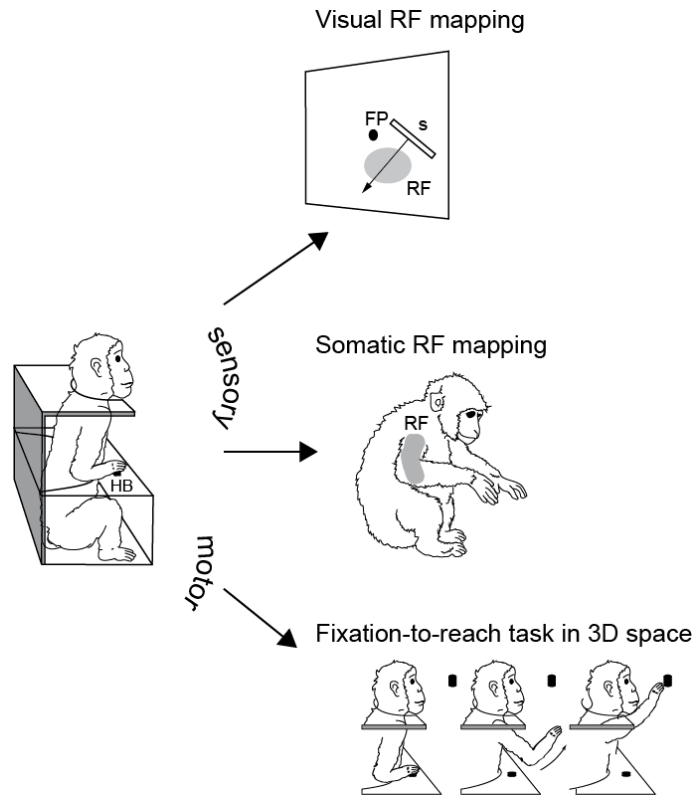 Visual RF mapping
FP
s
RF
sensory
Somatic RF mapping
RF
HB
motor
Fixation-to-reach task in 3D space